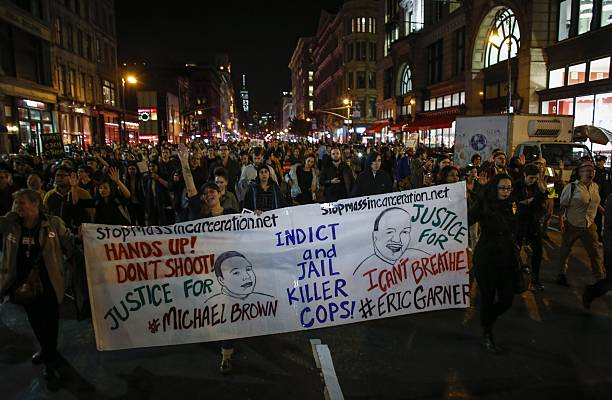 stopmassincarceration.net
HANDS UP!
DON'T SHOOT!
JUSTICE FOR
#MICHAEL BROWN
INDICT
and
JAIL
KILLER
COPS!
stopmassincarceration.net
JUSTICE
FOR
I CAN'T BREATHE!
#ERIC GARNER